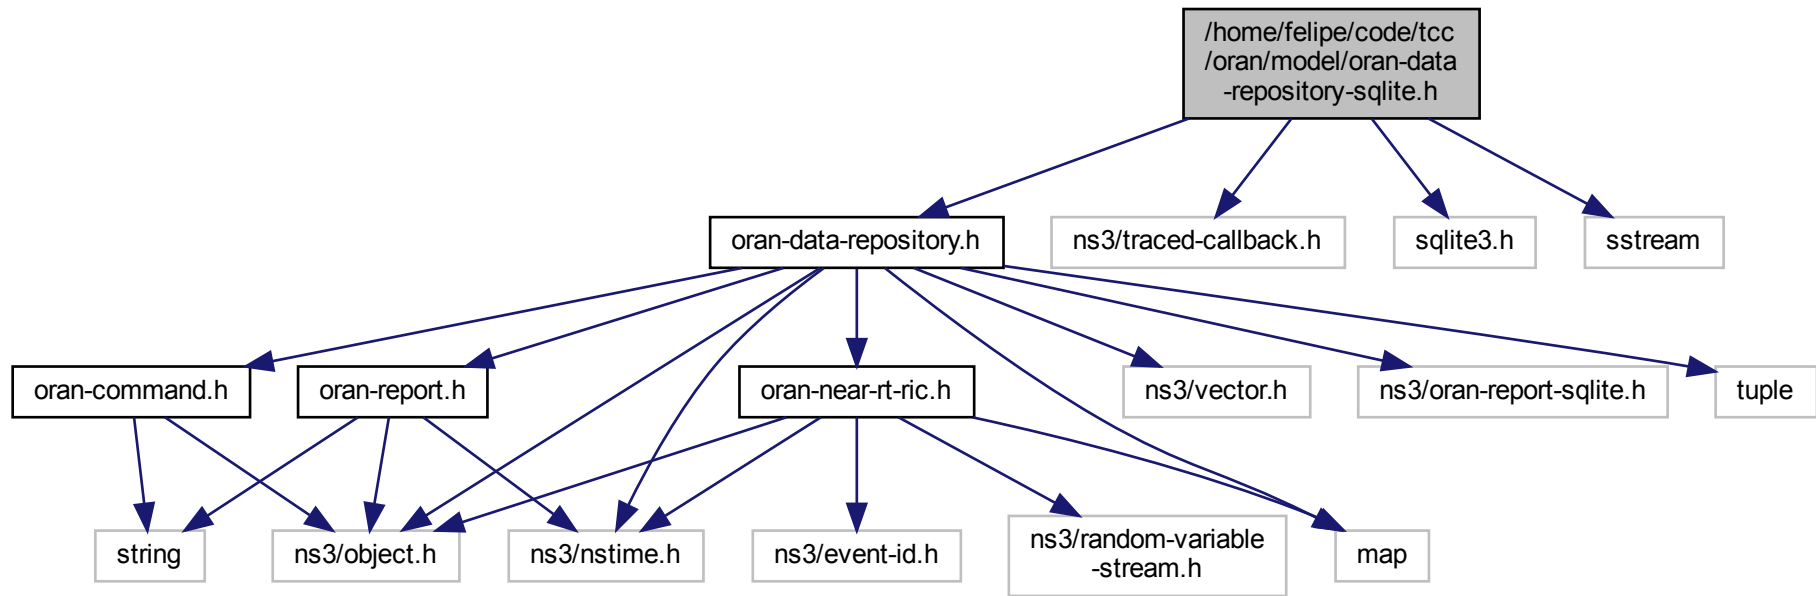 /home/felipe/code/tcc
/oran/model/oran-data
-repository-sqlite.h
oran-data-repository.h
ns3/traced-callback.h
sqlite3.h
sstream
oran-command.h
oran-report.h
oran-near-rt-ric.h
ns3/vector.h
ns3/oran-report-sqlite.h
tuple
string
ns3/object.h
ns3/nstime.h
ns3/event-id.h
ns3/random-variable
-stream.h
map